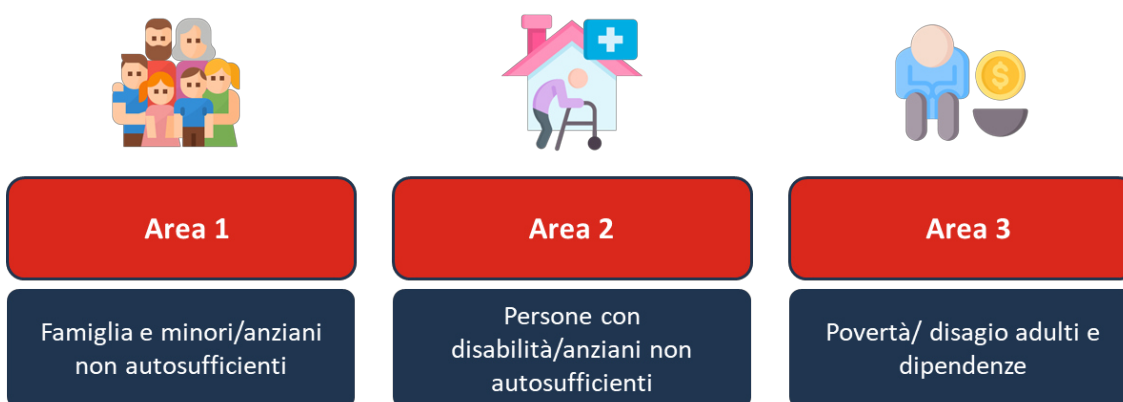 Area 1
Famiglia e minori/anziani
non autosufficienti
Area 2
Persone con
disabilità/anziani non
autosufficienti
Area 3
Povertà/ disagio adulti e
dipendenze